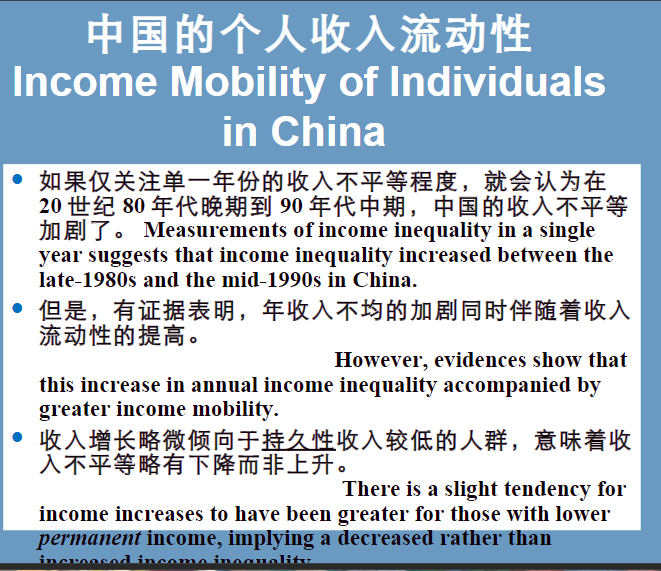 中国的个人收入流动性
Income Mobility of Individuals
in China
如果仅关注单一年份的收入不平等程度，就会认为在
20 世纪 80 年代晚期到 90 年代中期，中国的收入不平等
加剧了。 Measurements of income inequality in a single
year suggests that income inequality increased between the
late-1980s and the mid-1990s in China.
但是，有证据表明，年收入不均的加剧同时伴随着收入
流动性的提高。
However, evidences show that
this increase in annual income inequality accompanied by
greater income mobility.
收入增长略微倾向于持久性收入较低的人群，意味着收
入不平等略有下降而非上升。
There is a slight tendency for
income increases to have been greater for those with lower
permanent income, implying a decreased rather than
increased income inequality